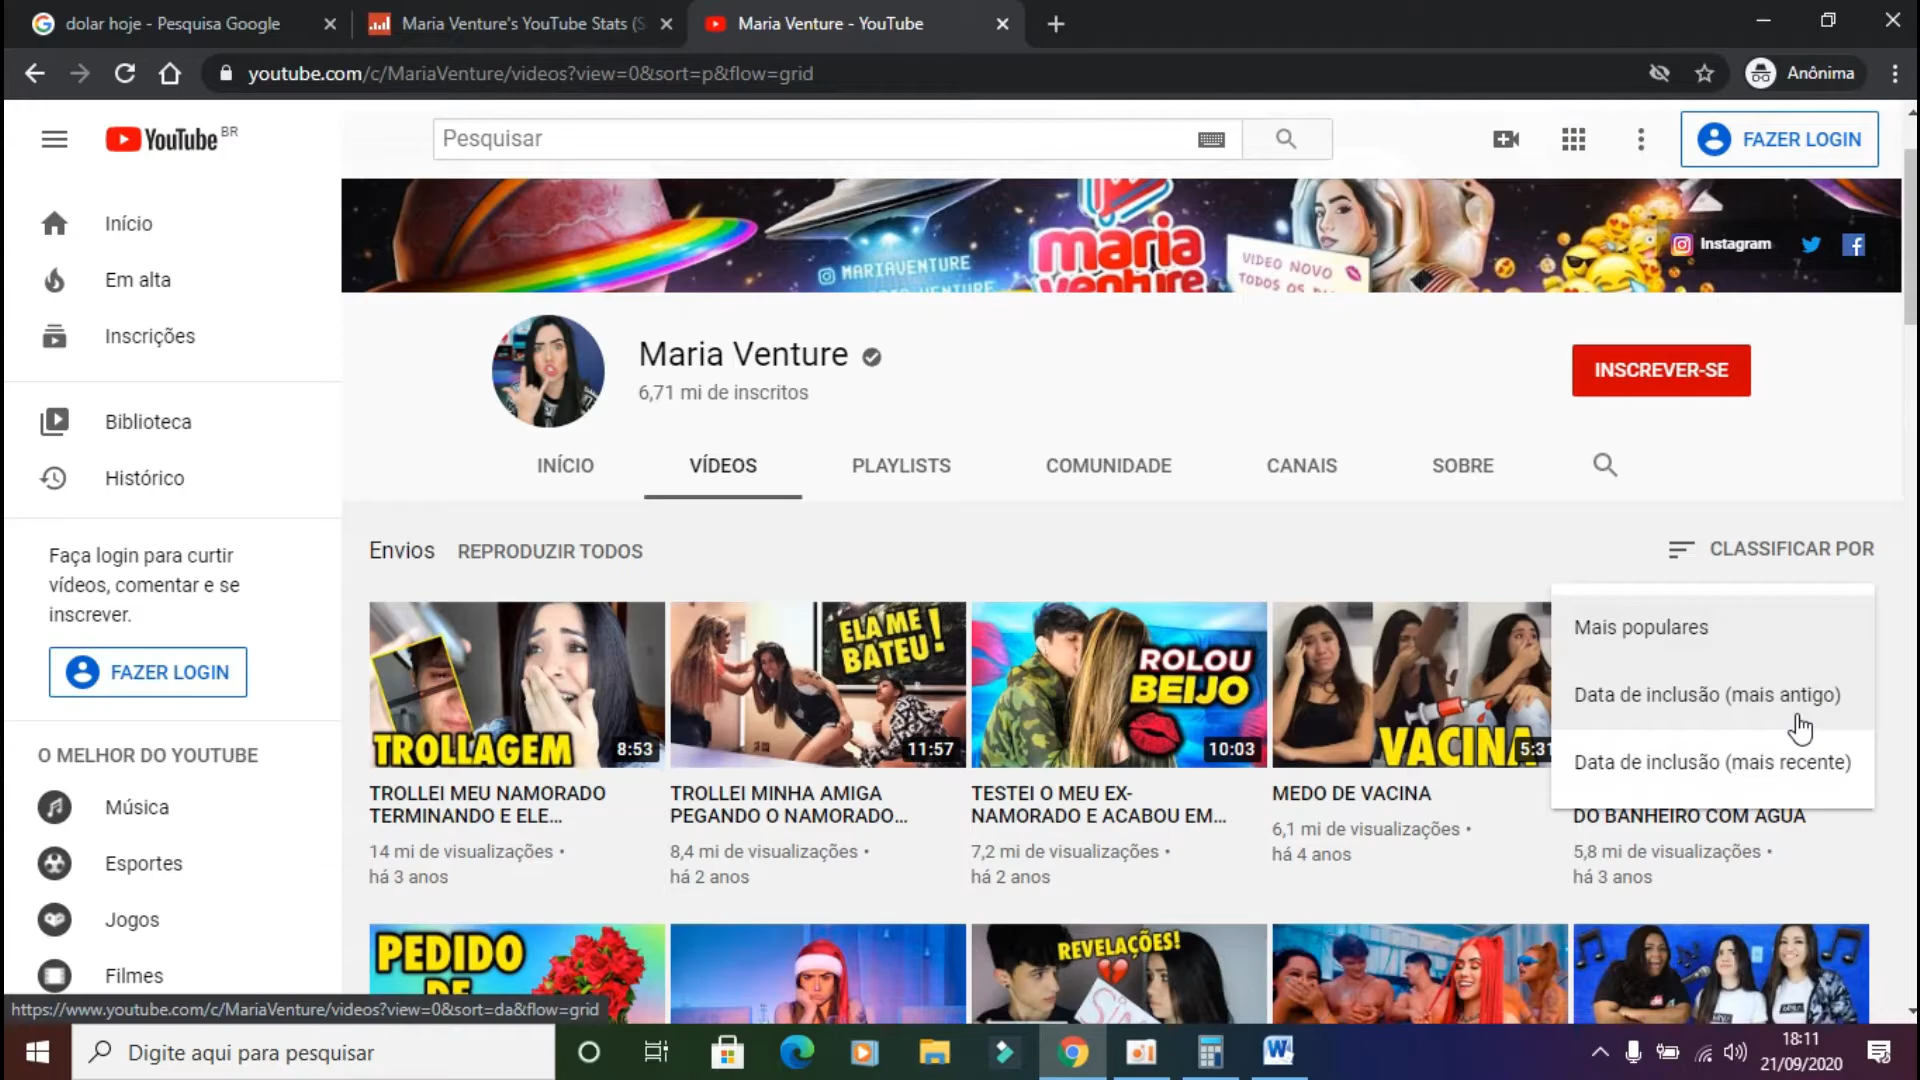 dolar hoje - Pesquisa Google
Maria Venture's YouTube Stats (S
Maria Venture - YouTube
youtube.com/c/MariaVenture/videos?view=0&sort=p&flow=grid
Anônima
YouTube BR
Pesquisar
FAZER LOGIN
Início
Em alta
Inscrições
Biblioteca
Histórico
Faça login para curtir
vídeos, comentar e se
inscrever.
FAZER LOGIN
O MELHOR DO YOUTUBE
Música
Esportes
Jogos
Filmes
MARIAVENTURE
maria
venture
VIDEO NOVO
TODOS OS
Instagram
Maria Venture
6,71 mi de inscritos
INSCREVER-SE
INÍCIO
VÍDEOS
PLAYLISTS
COMUNIDADE
CANAIS
SOBRE
Envios
REPRODUZIR TODOS
CLASSIFICAR POR
Mais populares
Data de inclusão (mais antigo)
Data de inclusão (mais recente)
TROLLAGEM
8:53
TROLLEI MEU NAMORADO
TERMINANDO E ELE...
14 mi de visualizações •
há 3 anos
ELA ME
BATEU!
11:57
TROLLEI MINHA AMIGA
PEGANDO O NAMORADO...
8,4 mi de visualizações •
há 2 anos
ROLOU
BEIJO
10:03
TESTEI O MEU EX-
NAMORADO E ACABOU EM...
7,2 mi de visualizações •
há 2 anos
VACINA
5:31
MEDO DE VACINA
6,1 mi de visualizações •
há 4 anos
DO BANHEIRO COM AGUA
5,8 mi de visualizações •
há 3 anos
PEDIDO
DE
REVELAÇÕES!
SIM
https://www.youtube.com/c/MariaVenture/videos?view=0&sort=da&flow=grid
Digite aqui para pesquisar
18:11
21/09/2020